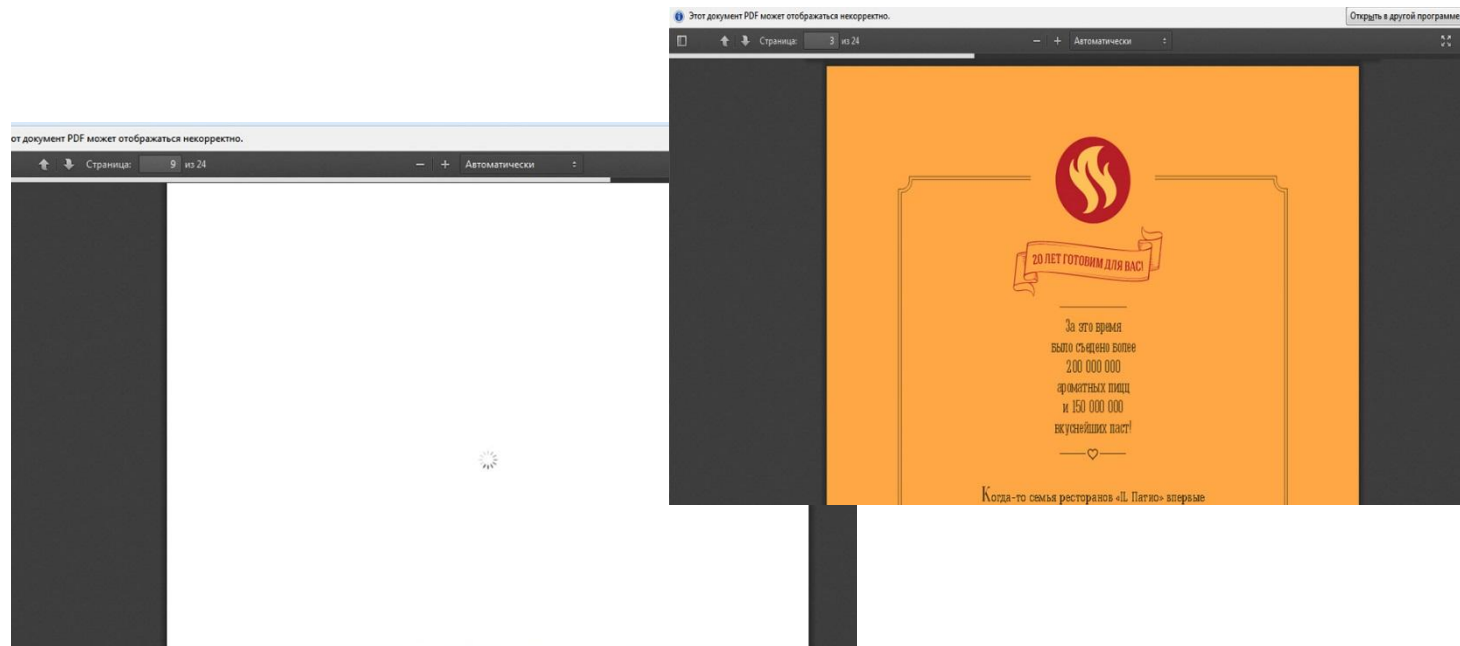 Этот документ PDF может отображаться некорректно.
Открыть в другой программе
Страница: 3 из 24
Автоматически
20 ЛЕТ ГОТОВИМ ДЛЯ ВАС!
За это время
было съедено более
200 000 000
ароматных пицц
и 150 000 000
вкуснейших паст!
Когда-то семья ресторанов «IL Патио» впервые
от документ PDF может отображаться некорректно.
Страница: 9 из 24
Автоматически